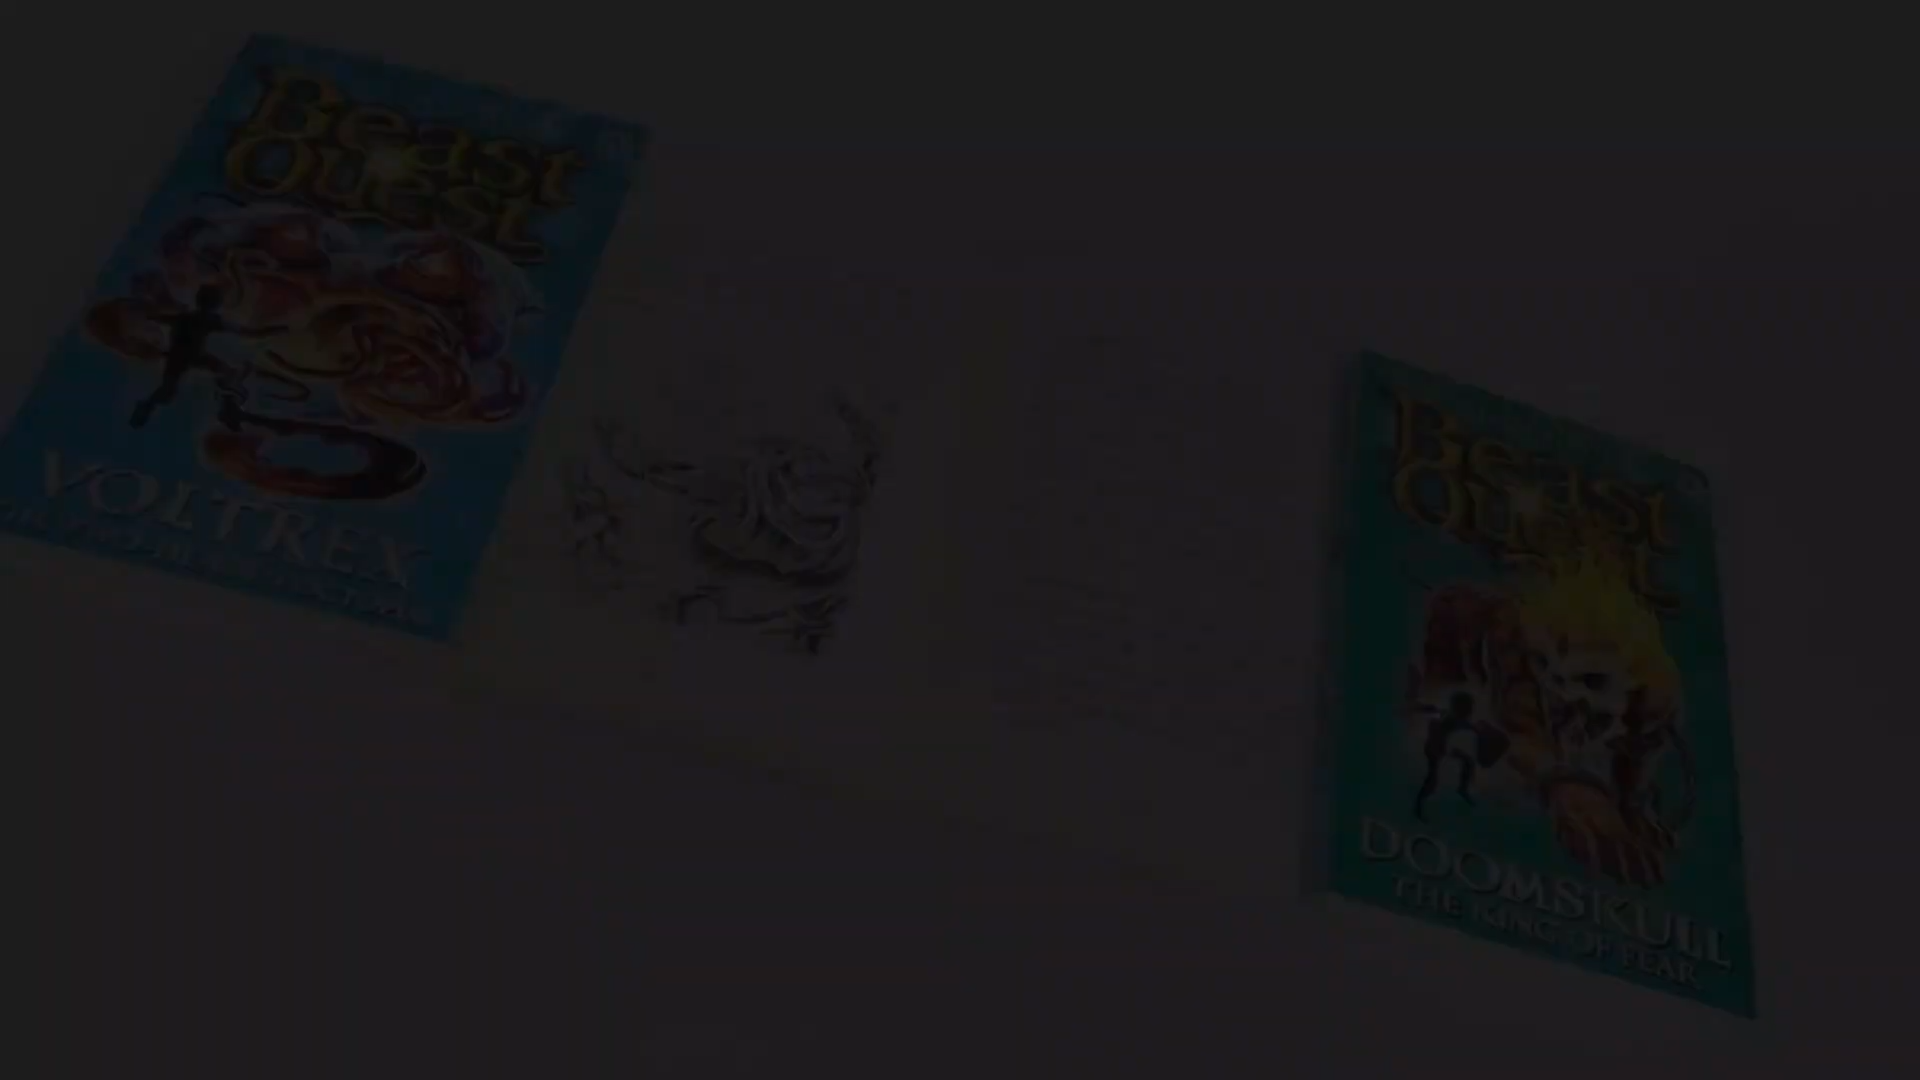 Beast
Quest
VOLTREX
Beast
Quest
DOOMSKULL
THE KING OF FEAR